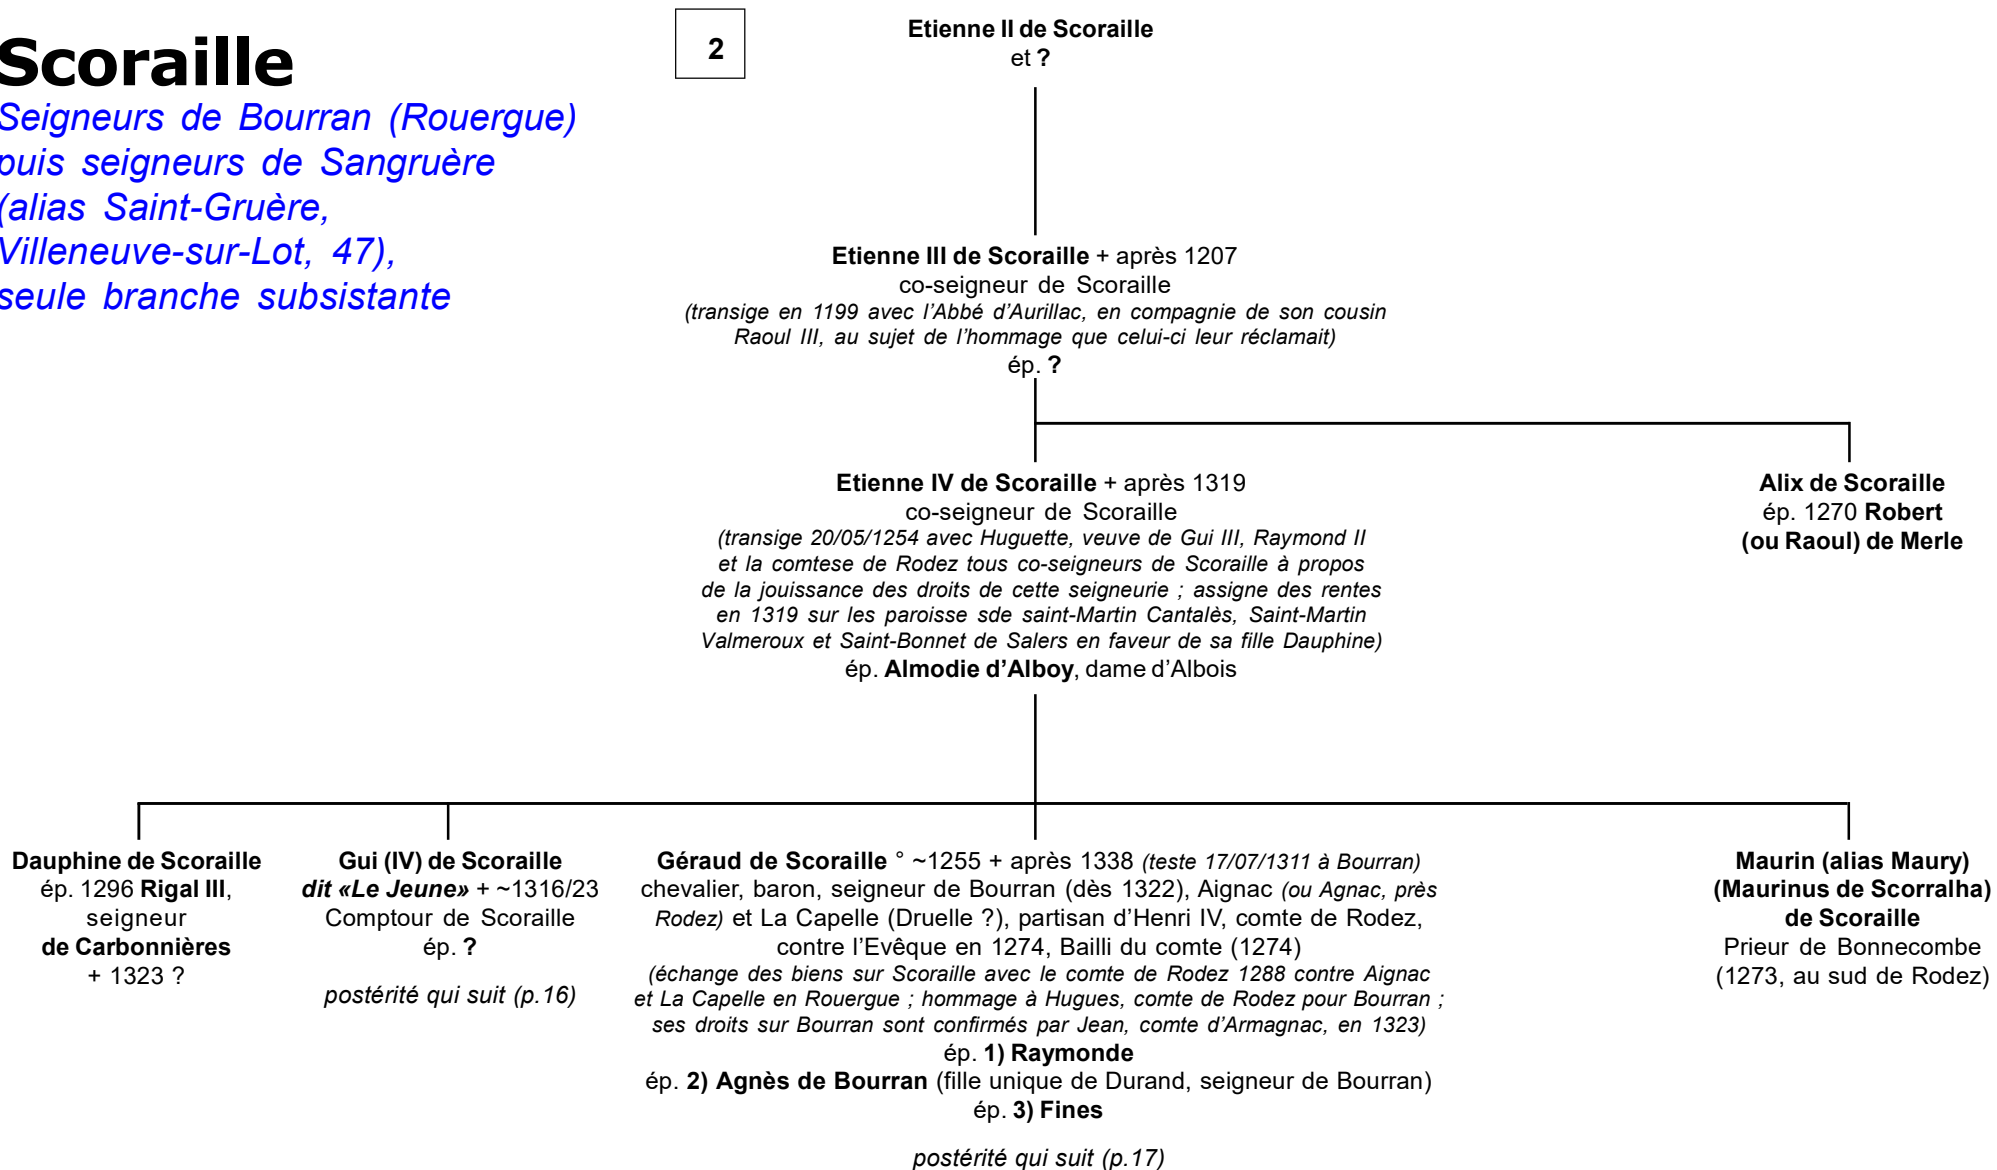 Scoraille
Seigneurs de Bourran (Rouergue)
puis seigneurs de Sangruère
(alias Saint-Gruère,
Villeneuve-sur-Lot, 47),
seule branche subsistante
2
Etienne II de Scoraille
et ?
Etienne III de Scoraille + après 1207
co-seigneur de Scoraille
(transige en 1199 avec l’Abbé d’Aurillac, en compagnie de son cousin
Raoul III, au sujet de l’hommage que celui-ci leur réclamait)
ép. ?
Etienne IV de Scoraille + après 1319
co-seigneur de Scoraille
(transige 20/05/1254 avec Huguette, veuve de Gui III, Raymond II
et la comtese de Rodez tous co-seigneurs de Scoraille à propos
de la jouissance des droits de cette seigneurie ; assigne des rentes
en 1319 sur les paroisse sde saint-Martin Cantalès, Saint-Martin
Valmeroux et Saint-Bonnet de Salers en faveur de sa fille Dauphine)
ép. Almodie d’Alboy, dame d’Albois
Alix de Scoraille
ép. 1270 Robert
(ou Raoul) de Merle
Dauphine de Scoraille
ép. 1296 Rigal III,
seigneur
de Carbonnières
+ 1323 ?
Gui (IV) de Scoraille
dit «Le Jeune» + ~1316/23
Comptour de Scoraille
ép. ?
postérité qui suit (p.16)
Géraud de Scoraille ° ~1255 + après 1338 (teste 17/07/1311 à Bourran)
chevalier, baron, seigneur de Bourran (dès 1322), Aignac (ou Agnac, près
Rodez) et La Capelle (Druelle ?), partisan d’Henri IV, comte de Rodez,
contre l’Evêque en 1274, Bailli du comte (1274)
(échange des biens sur Scoraille avec le comte de Rodez 1288 contre Aignac
et La Capelle en Rouergue ; hommage à Hugues, comte de Rodez pour Bourran ;
ses droits sur Bourran sont confirmés par Jean, comte d’Armagnac, en 1323)
ép. 1) Raymonde
ép. 2) Agnès de Bourran (fille unique de Durand, seigneur de Bourran)
ép. 3) Fines
postérité qui suit (p.17)
Maurin (alias Maury)
(Maurinus de Scorralha)
de Scoraille
Prieur de Bonnecombe
(1273, au sud de Rodez)